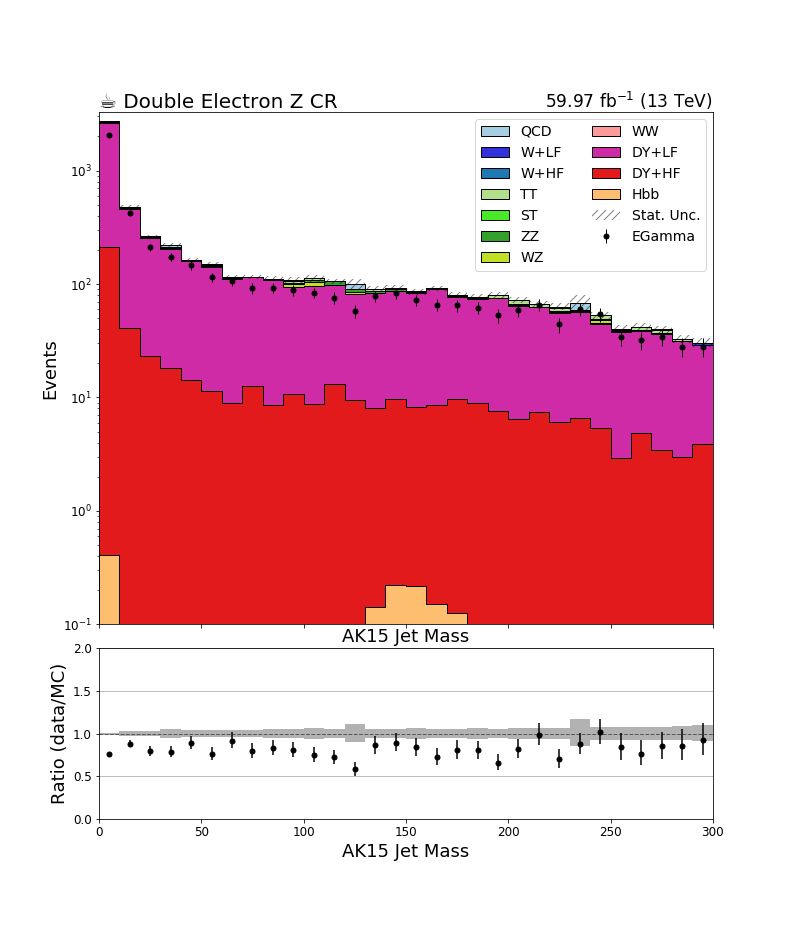 ☕ Double Electron Z CR
59.97 fb⁻¹ (13 TeV)
QCD
W+LF
W+HF
TT
ST
ZZ
WZ
WW
DY+LF
DY+HF
Hbb
Stat. Unc.
EGamma
Events
10³
10²
10¹
10⁰
10⁻¹
AK15 Jet Mass
Ratio (data/MC)
2.0
1.5
1.0
0.5
0.0
0 50 100 150 200 250 300
AK15 Jet Mass